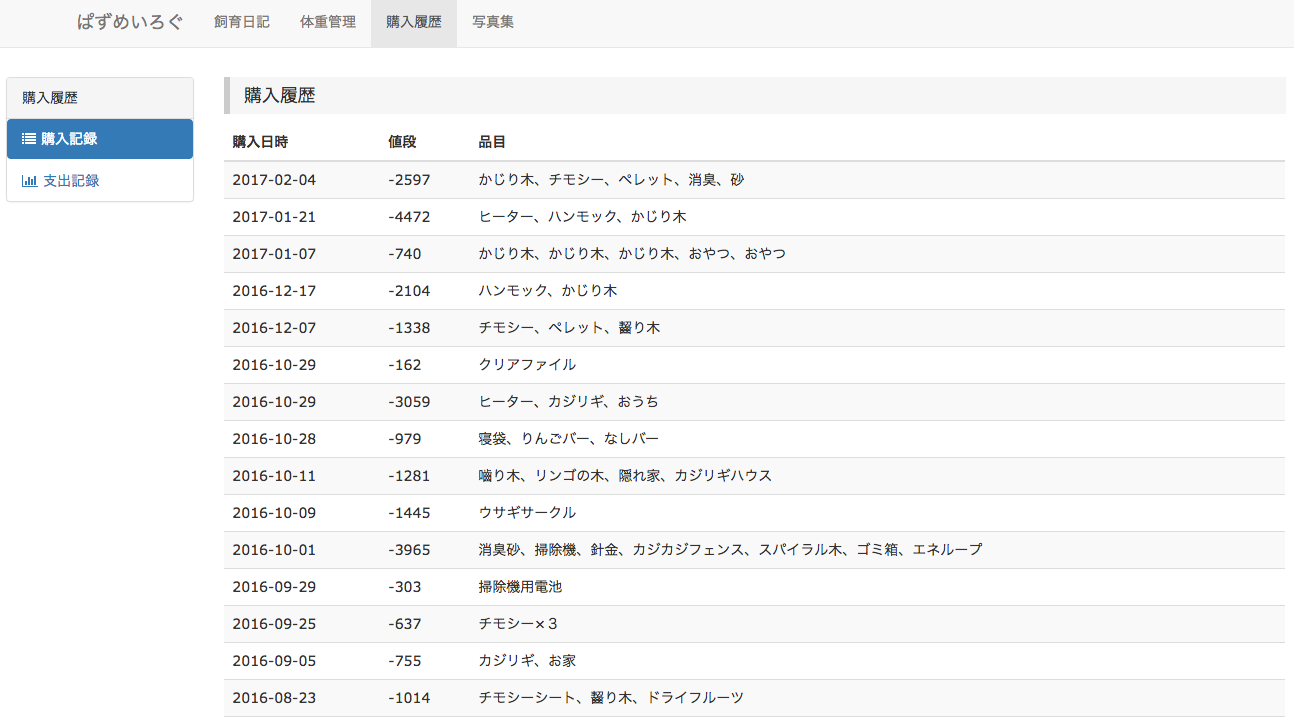 ぱずめいろぐ 飼育日記 体重管理 購入履歴 写真集
購入履歴
購入記録
支出記録
購入履歴
購入日時 値段 品目
2017-02-04 -2597 かじり木、チモシー、ペレット、消臭、砂
2017-01-21 -4472 ヒーター、ハンモック、かじり木
2017-01-07 -740 かじり木、かじり木、かじり木、おやつ、おやつ
2016-12-17 -2104 ハンモック、かじり木
2016-12-07 -1338 チモシー、ペレット、齧り木
2016-10-29 -162 クリアファイル
2016-10-29 -3059 ヒーター、カジリギ、おうち
2016-10-28 -979 寝袋、りんごバー、なしバー
2016-10-11 -1281 噛り木、リンゴの木、隠れ家、カジリギハウス
2016-10-09 -1445 ウサギサークル
2016-10-01 -3965 消臭砂、掃除機、針金、カジカジフェンス、スパイラル木、ゴミ箱、エネループ
2016-09-29 -303 掃除機用電池
2016-09-25 -637 チモシー×３
2016-09-05 -755 カジリギ、お家
2016-08-23 -1014 チモシーシート、齧り木、ドライフルーツ